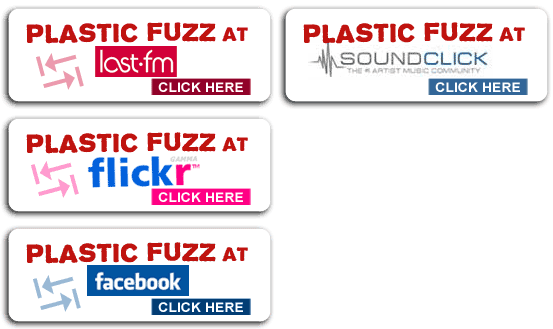 PLASTIC FUZZ AT
last.fm
CLICK HERE
PLASTIC FUZZ AT
SOUNDCLICK
THE #1 ARTIST MUSIC COMMUNITY
CLICK HERE
PLASTIC FUZZ AT
flickr™
GAMMA
CLICK HERE
PLASTIC FUZZ AT
facebook
CLICK HERE